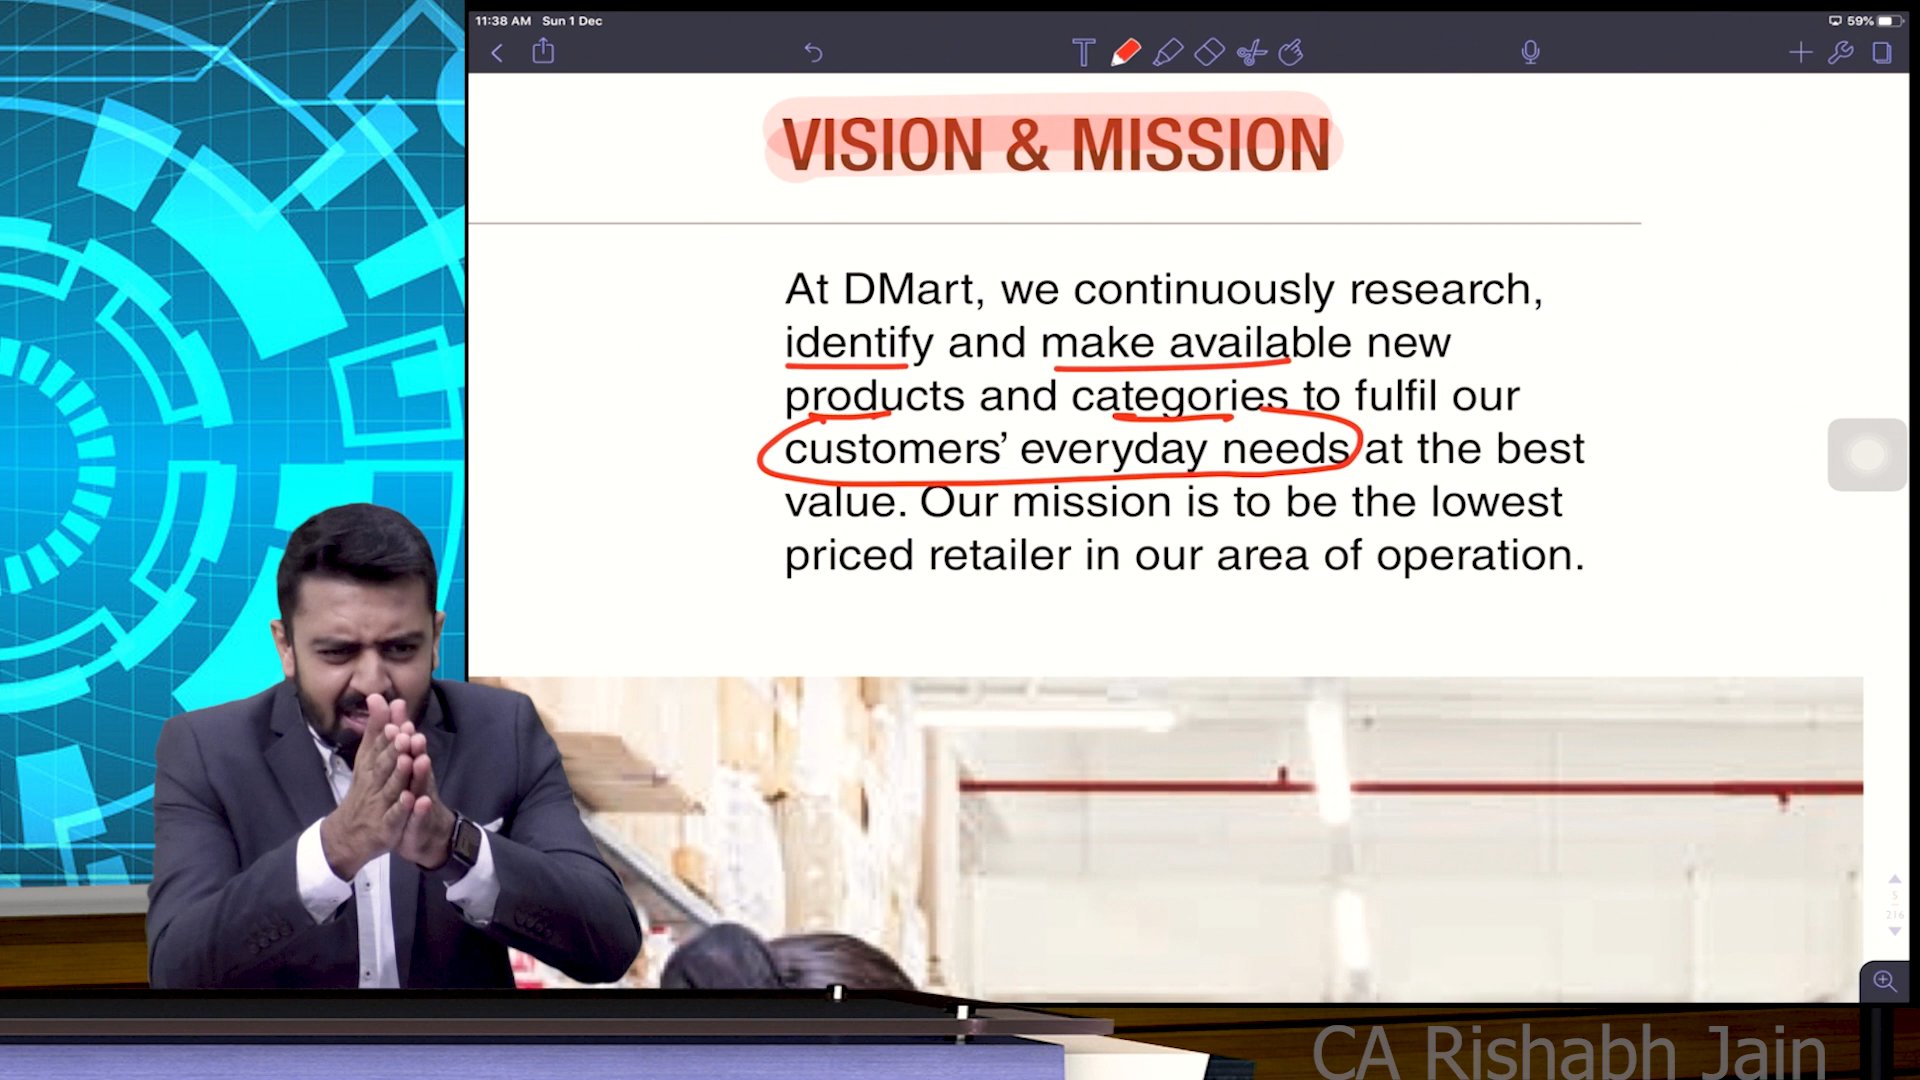 11:38 AM Sun 1 Dec
59%
T
VISION & MISSION
At DMart, we continuously research,
identify and make available new
products and categories to fulfil our
customers’ everyday needs at the best
value. Our mission is to be the lowest
priced retailer in our area of operation.
5
216
CA Rishabh Jain